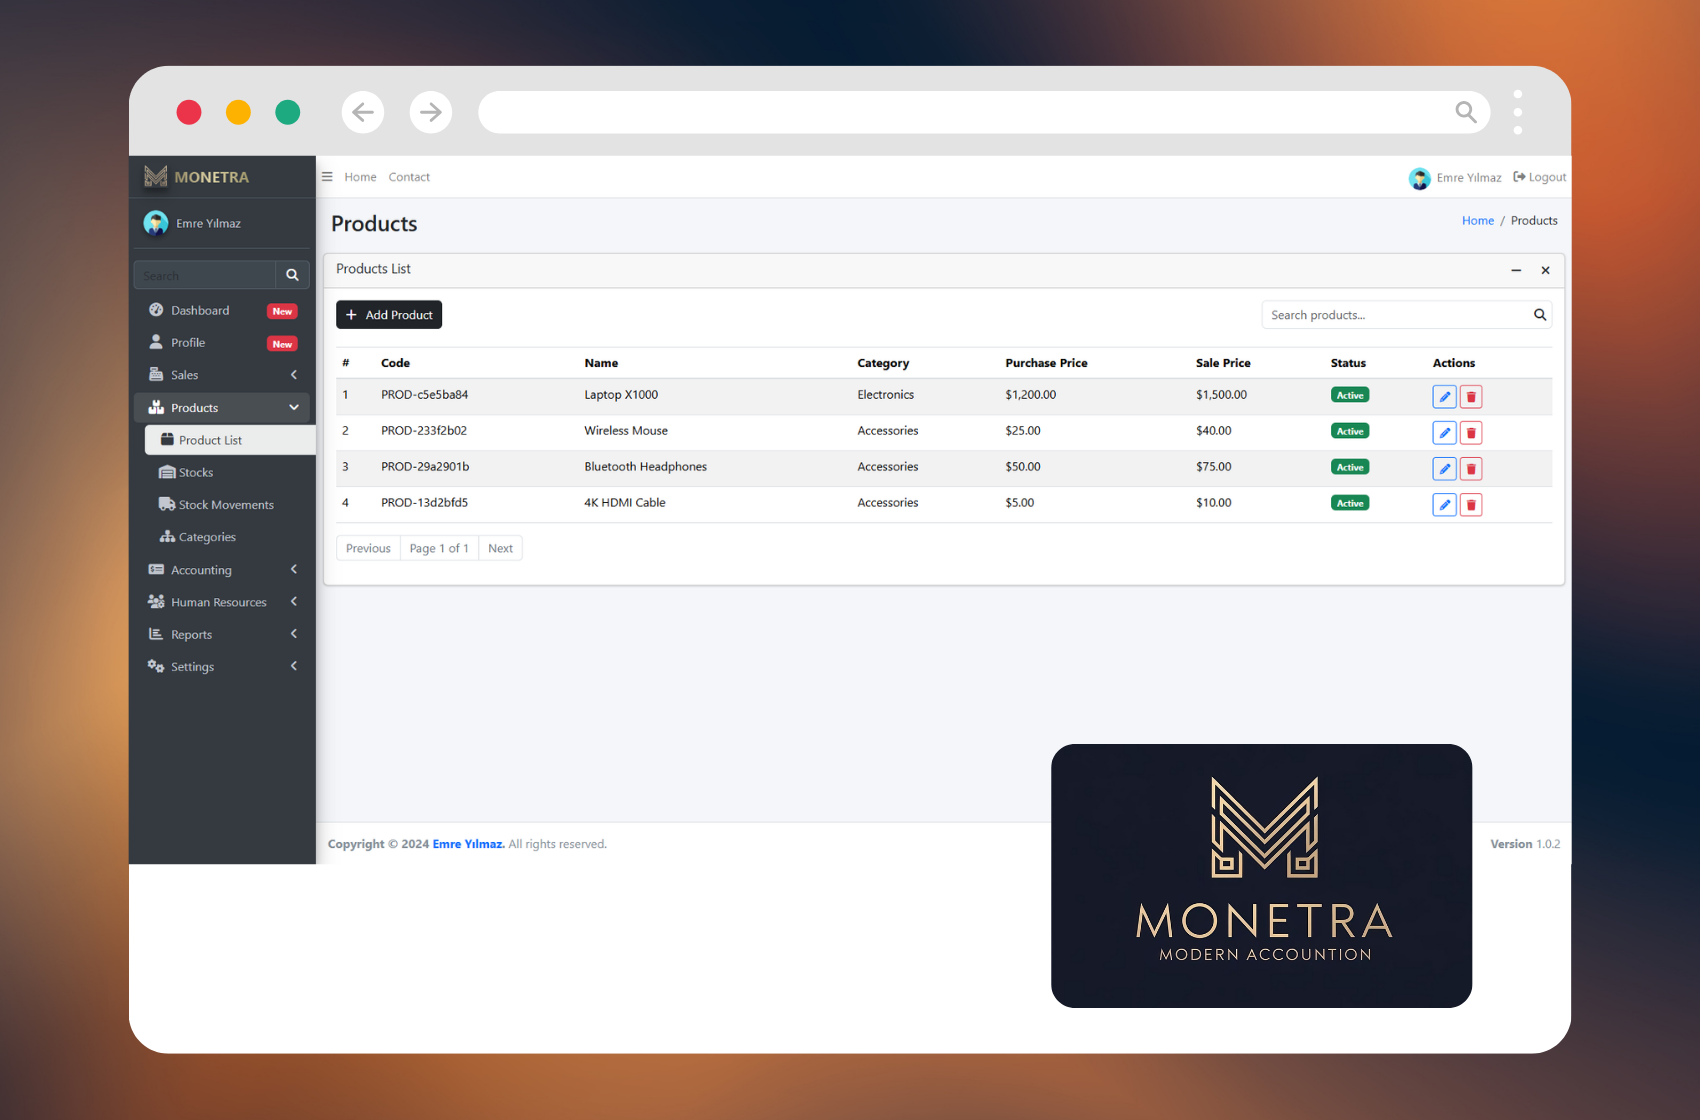 MONETRA
Home Contact
Emre Yılmaz Logout
Emre Yılmaz
Search
Dashboard New
Profile New
Sales
Products
Product List
Stocks
Stock Movements
Categories
Accounting
Human Resources
Reports
Settings
Products
Home / Products
Products List
+ Add Product
Search products...
# Code Name Category Purchase Price Sale Price Status Actions
1 PROD-c5e5ba84 Laptop X1000 Electronics $1,200.00 $1,500.00 Active
2 PROD-233f2b02 Wireless Mouse Accessories $25.00 $40.00 Active
3 PROD-29a2901b Bluetooth Headphones Accessories $50.00 $75.00 Active
4 PROD-13d2bfd5 4K HDMI Cable Accessories $5.00 $10.00 Active
Previous Page 1 of 1 Next
Copyright © 2024 Emre Yılmaz. All rights reserved.
Version 1.0.2
MONETRA
MODERN ACCOUNTION